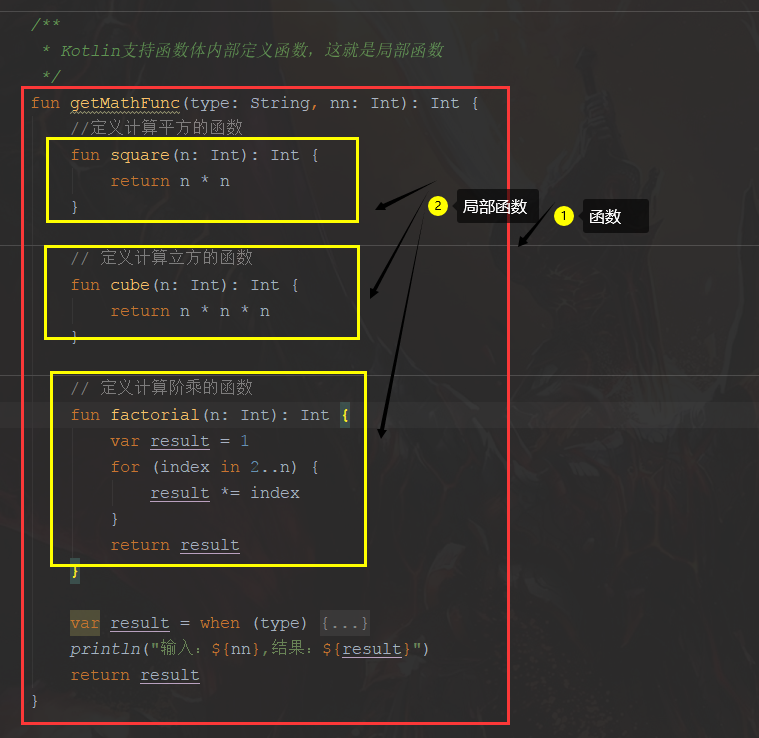 /**
 * Kotlin支持函数体内部定义函数，这就是局部函数
 */
fun getMathFunc(type: String, nn: Int): Int {
    //定义计算平方的函数
    fun square(n: Int): Int {
        return n * n
    }
2 局部函数
1 函数
    // 定义计算立方的函数
    fun cube(n: Int): Int {
        return n * n * n
    }
    // 定义计算阶乘的函数
    fun factorial(n: Int): Int {
        var result = 1
        for (index in 2..n) {
            result *= index
        }
        return result
    }
    var result = when (type) {...}
    println("输入：${nn},结果：${result}")
    return result
}